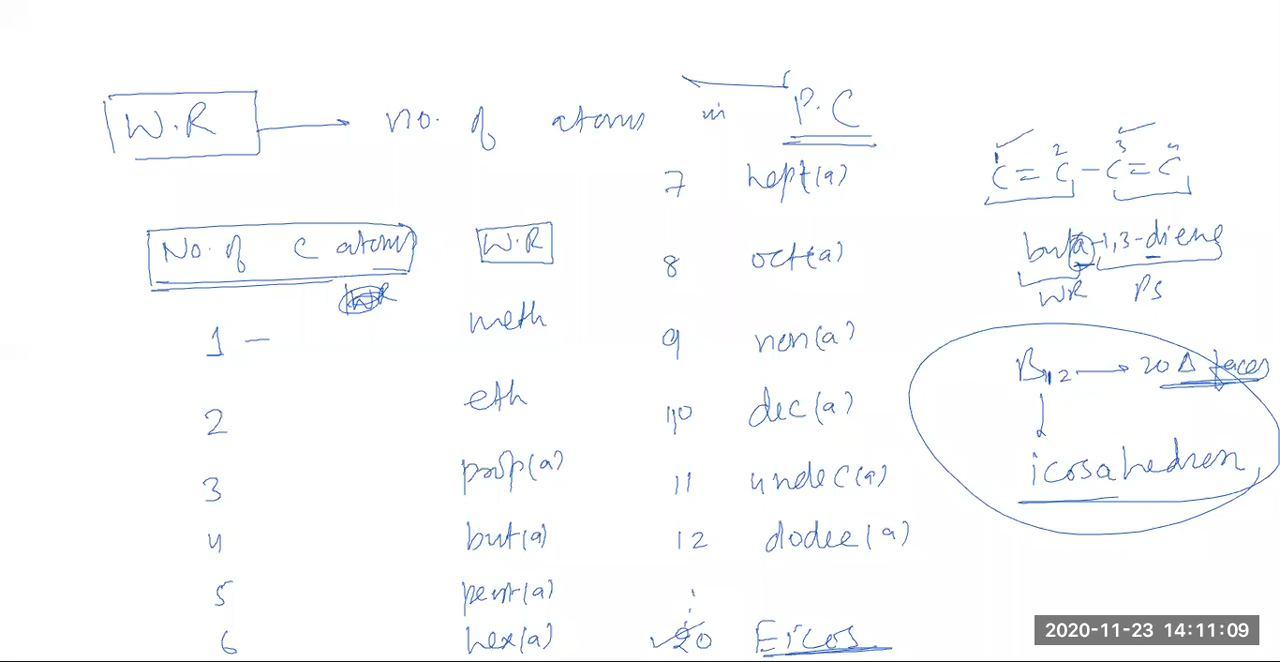 W.R → no. of atoms in P.C
No. of C atoms W.R
WR
1 - meth
2 eth
3 prop(a)
4 but(a)
5 pent(a)
6 hex(a)
7 hept(a)
8 oct(a)
9 non(a)
10 dec(a)
11 undec(a)
12 dodec(a)
20 Eicos
1 2 3 4
C = C - C = C
buta-1,3-diene
WR PS
B12 → 20 Δ faces
icosahedron
2020-11-23 14:11:09